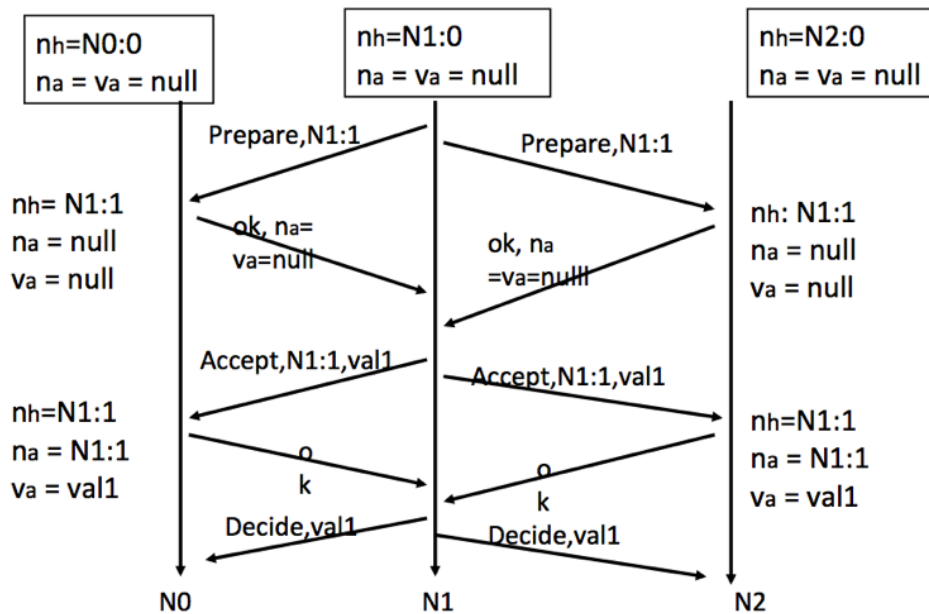 nh=N0:0
na = va = null
nh=N1:0
na = va = null
nh=N2:0
na = va = null
Prepare,N1:1
Prepare,N1:1
nh= N1:1
na = null
va = null
ok, na=
va=null
ok, na
=va=nulll
nh: N1:1
na = null
va = null
Accept,N1:1,val1
Accept,N1:1,val1
nh=N1:1
na = N1:1
va = val1
o
k
o
k
nh=N1:1
na = N1:1
va = val1
Decide,val1
Decide,val1
N0
N1
N2